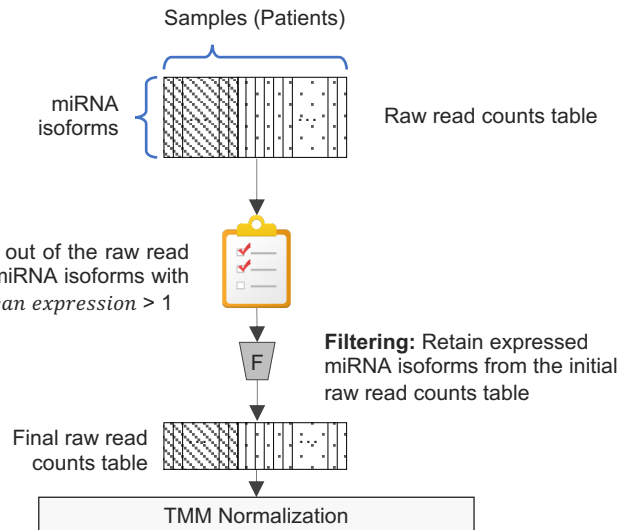 Samples (Patients)
miRNA
isoforms
Raw read counts table
out of the raw read
miRNA isoforms with
expression > 1
F
Filtering: Retain expressed
miRNA isoforms from the initial
raw read counts table
Final raw read
counts table
TMM Normalization